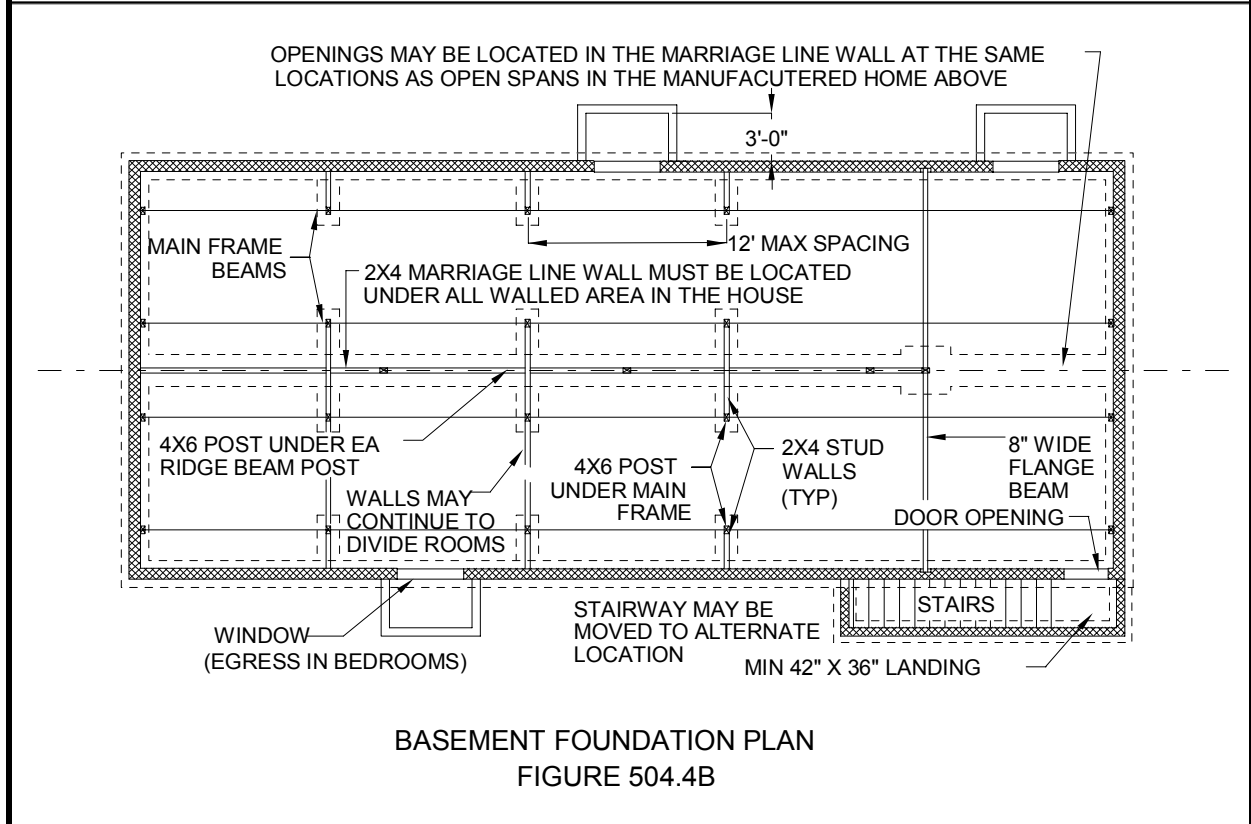 OPENINGS MAY BE LOCATED IN THE MARRIAGE LINE WALL AT THE SAME
LOCATIONS AS OPEN SPANS IN THE MANUFACUTERED HOME ABOVE
3'-0"
MAIN FRAME
BEAMS
12' MAX SPACING
2X4 MARRIAGE LINE WALL MUST BE LOCATED
UNDER ALL WALLED AREA IN THE HOUSE
4X6 POST UNDER EA
RIDGE BEAM POST
WALLS MAY
CONTINUE TO
DIVIDE ROOMS
4X6 POST
UNDER MAIN
FRAME
2X4 STUD
WALLS
(TYP)
8" WIDE
FLANGE
BEAM
DOOR OPENING
STAIRS
WINDOW
(EGRESS IN BEDROOMS)
STAIRWAY MAY BE
MOVED TO ALTERNATE
LOCATION
MIN 42" X 36" LANDING
BASEMENT FOUNDATION PLAN
FIGURE 504.4B